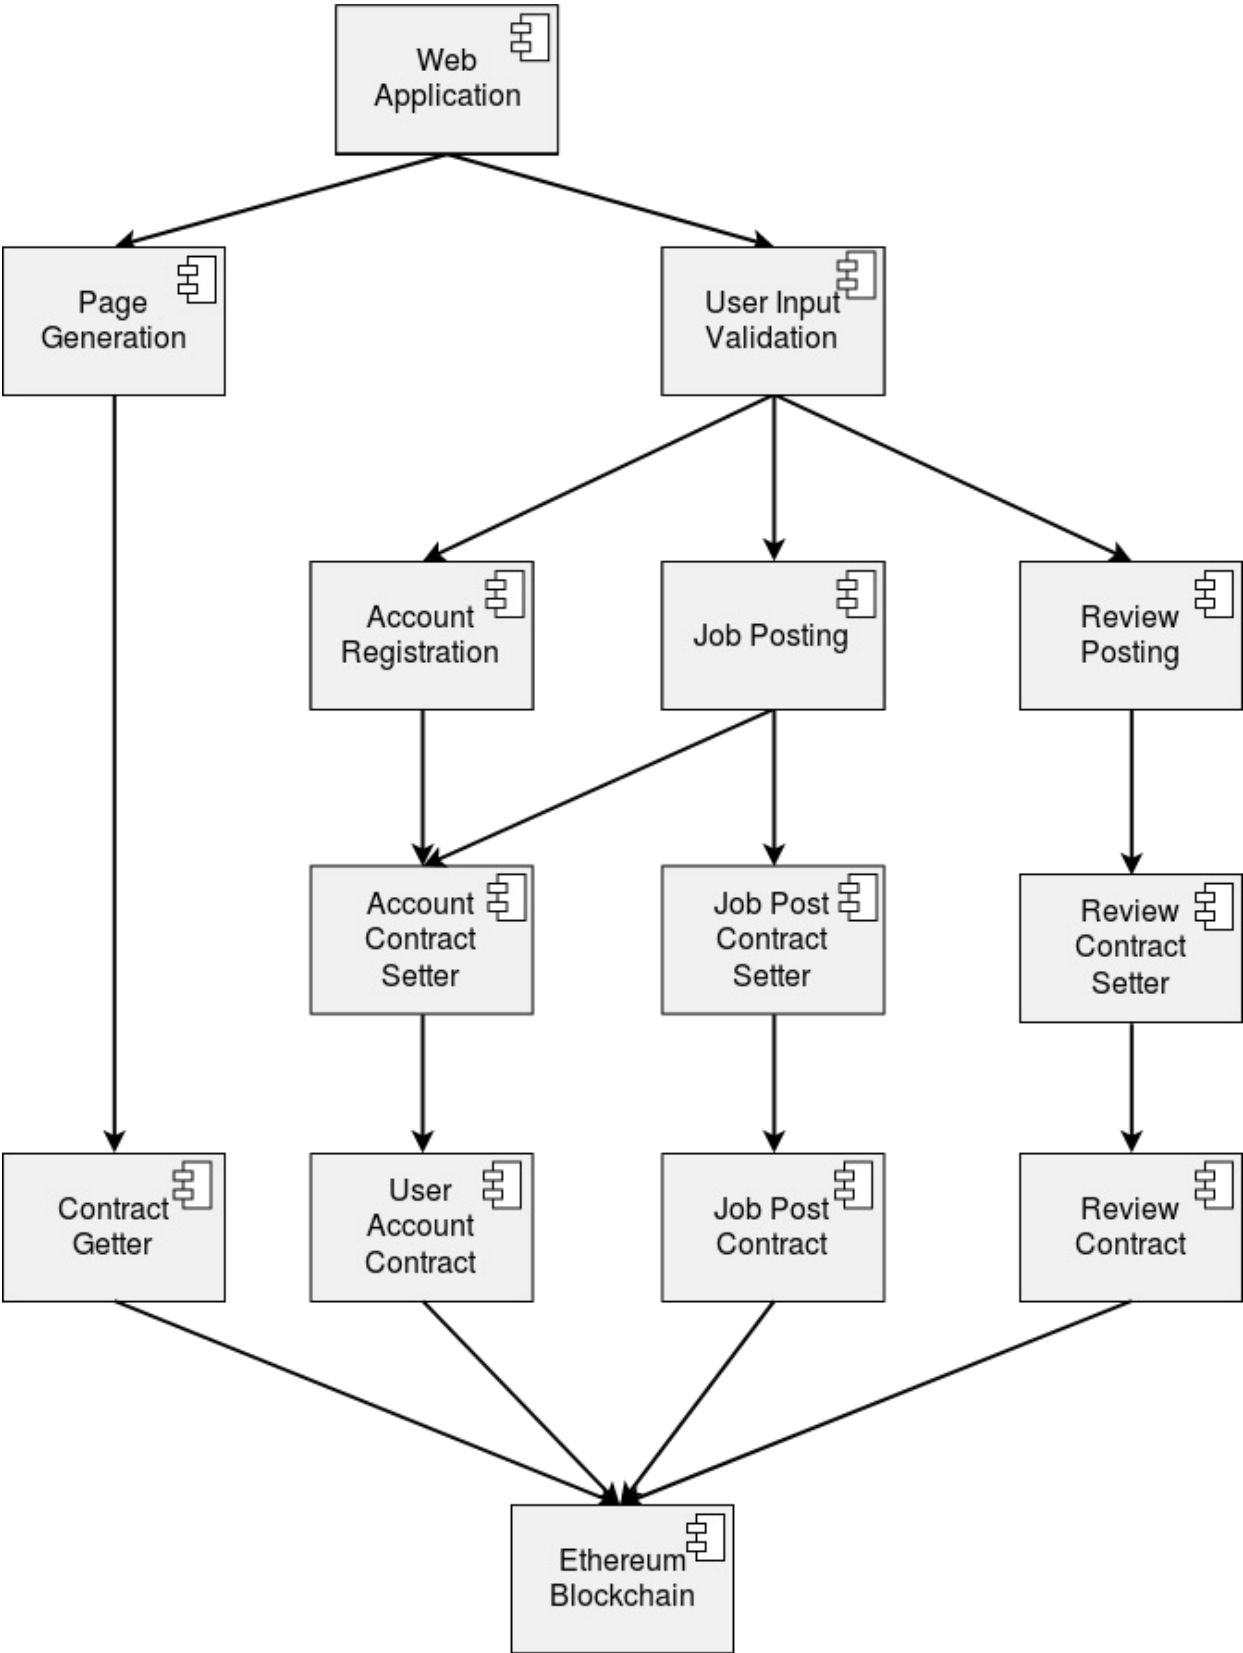 Web
Application
Page
Generation
User Input
Validation
Account
Registration
Job Posting
Review
Posting
Account
Contract
Setter
Job Post
Contract
Setter
Review
Contract
Setter
Contract
Getter
User
Account
Contract
Job Post
Contract
Review
Contract
Ethereum
Blockchain